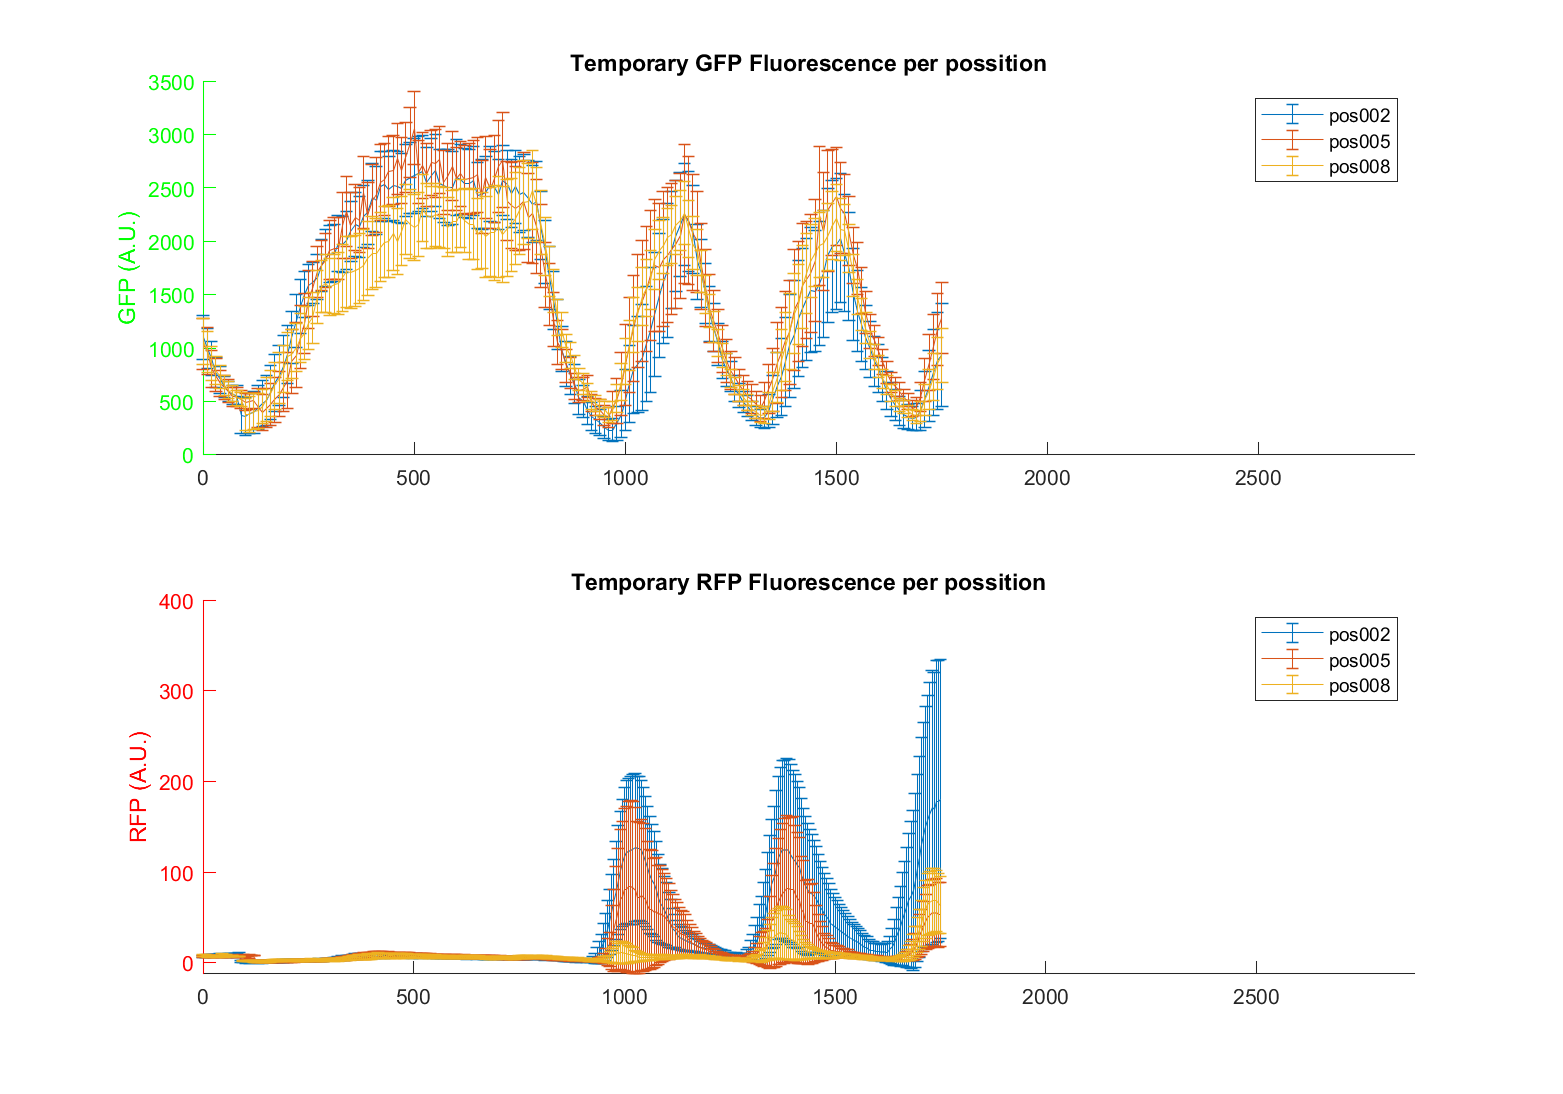 Temporary GFP Fluorescence per possition
GFP (A.U.)
3500
3000
2500
2000
1500
1000
500
0
0 500 1000 1500 2000 2500
pos002
pos005
pos008
Temporary RFP Fluorescence per possition
RFP (A.U.)
400
300
200
100
0
0 500 1000 1500 2000 2500
pos002
pos005
pos008